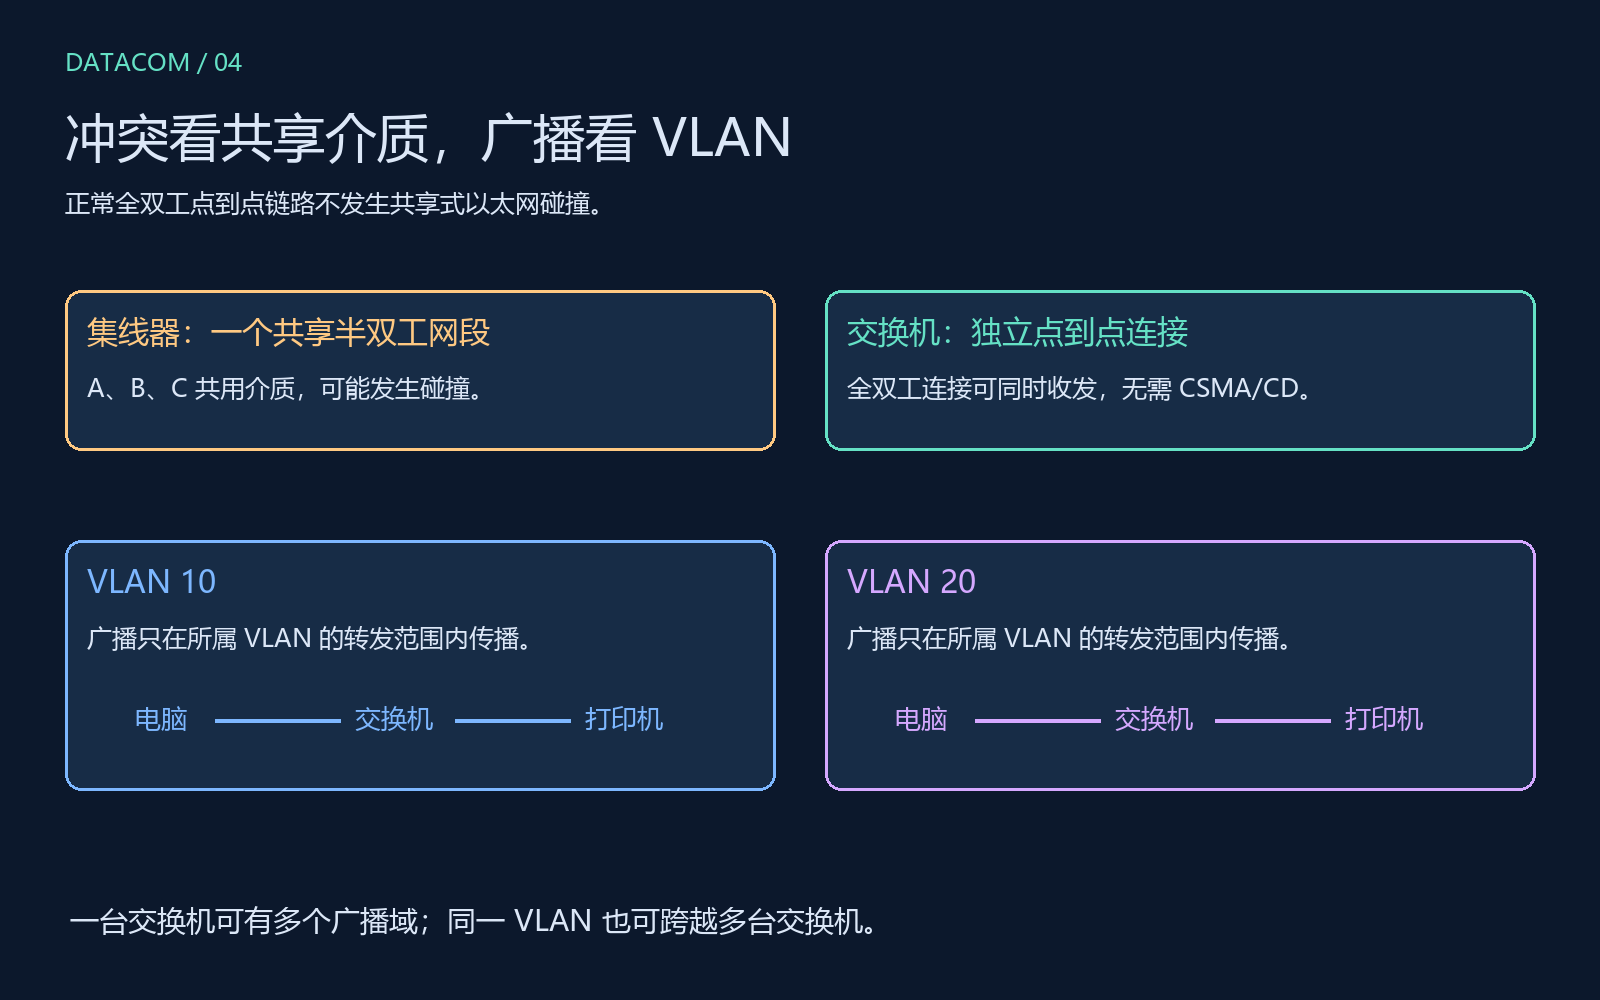 DATACOM / 04
冲突看共享介质，广播看 VLAN
正常全双工点到点链路不发生共享式以太网碰撞。
集线器：一个共享半双工网段
A、B、C 共用介质，可能发生碰撞。
交换机：独立点到点连接
全双工连接可同时收发，无需 CSMA/CD。
VLAN 10
广播只在所属 VLAN 的转发范围内传播。
电脑 交换机 打印机
VLAN 20
广播只在所属 VLAN 的转发范围内传播。
电脑 交换机 打印机
一台交换机可有多个广播域；同一 VLAN 也可跨越多台交换机。